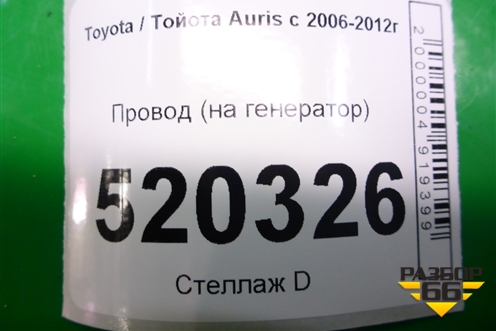 Toyota / Тойота Auris с 2006-2012г
Провод (на генератор)
520326
Стеллаж D
2000004919399
РАЗБОР
66